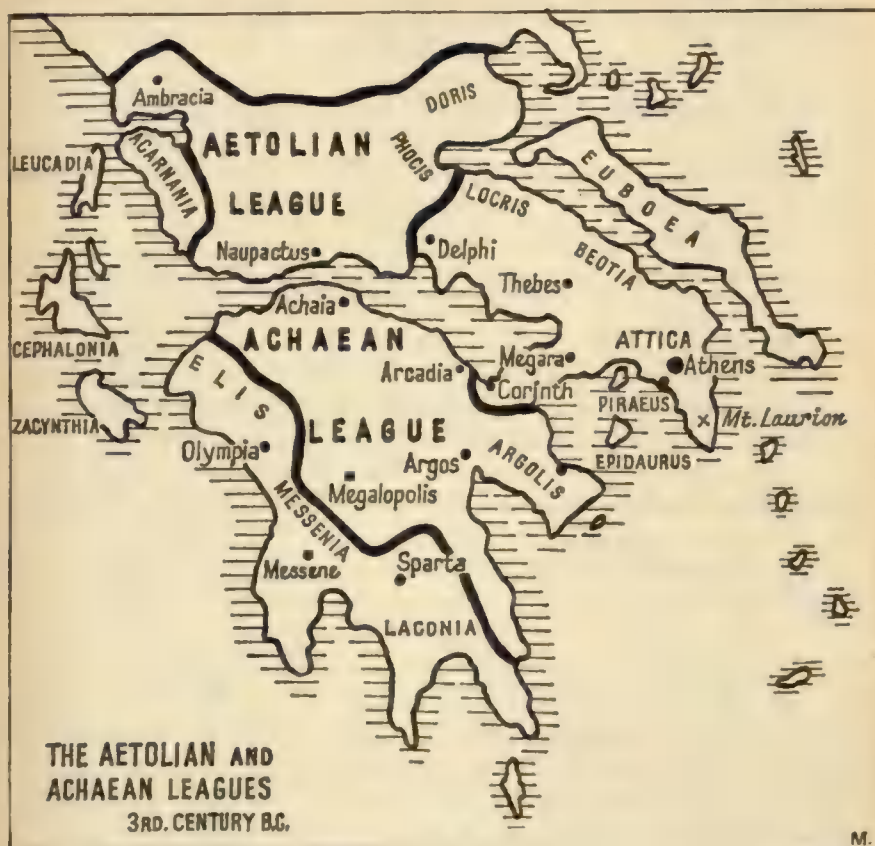 Ambracia
DORIS
AETOLIAN
LEAGUE
PHOCIS
ACARNANIA
LEUCADIA
LOCRIS
EUBOEA
Naupactus
Delphi
BEOTIA
Thebes
Achaia
ACHAEAN
LEAGUE
ATTICA
Athens
Megara
Corinth
Arcadia
CEPHALONIA
ELIS
PIRAEUS
Mt. Laurion
ZACYNTHIA
Olympia
Argos
ARGOLIS
EPIDAURUS
Megalopolis
MESSENIA
Messene
Sparta
LACONIA
THE AETOLIAN AND
ACHAEAN LEAGUES
3RD. CENTURY B.C.
M.